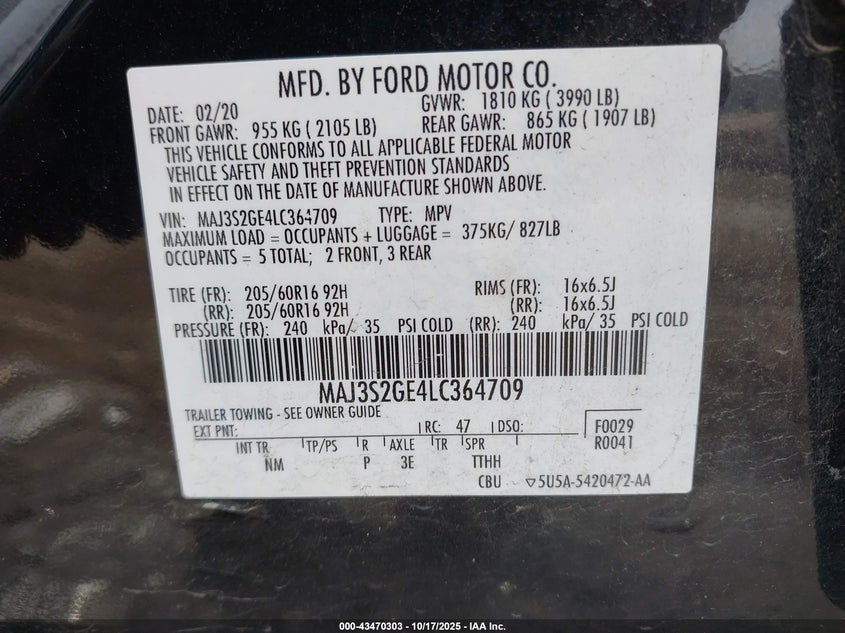 MFD. BY FORD MOTOR CO.
DATE: 02/20 GVWR: 1810 KG ( 3990 LB)
FRONT GAWR: 955 KG ( 2105 LB) REAR GAWR: 865 KG ( 1907 LB)
THIS VEHICLE CONFORMS TO ALL APPLICABLE FEDERAL MOTOR
VEHICLE SAFETY AND THEFT PREVENTION STANDARDS
IN EFFECT ON THE DATE OF MANUFACTURE SHOWN ABOVE.
VIN: MAJ3S2GE4LC364709 TYPE: MPV
MAXIMUM LOAD = OCCUPANTS + LUGGAGE = 375KG/ 827LB
OCCUPANTS = 5 TOTAL; 2 FRONT, 3 REAR
TIRE (FR): 205/60R16 92H RIMS (FR): 16x6.5J
(RR): 205/60R16 92H (RR): 16x6.5J
PRESSURE (FR): 240 kPa/ 35 PSI COLD (RR): 240 kPa/ 35 PSI COLD
MAJ3S2GE4LC364709
TRAILER TOWING - SEE OWNER GUIDE
EXT PNT: RC: 47 DSO: F0029
R0041
INT TR TP/PS R AXLE TR SPR
NM P 3E TTHH
CBU ▽5U5A-5420472-AA
000-43470303 - 10/17/2025 - IAA Inc.